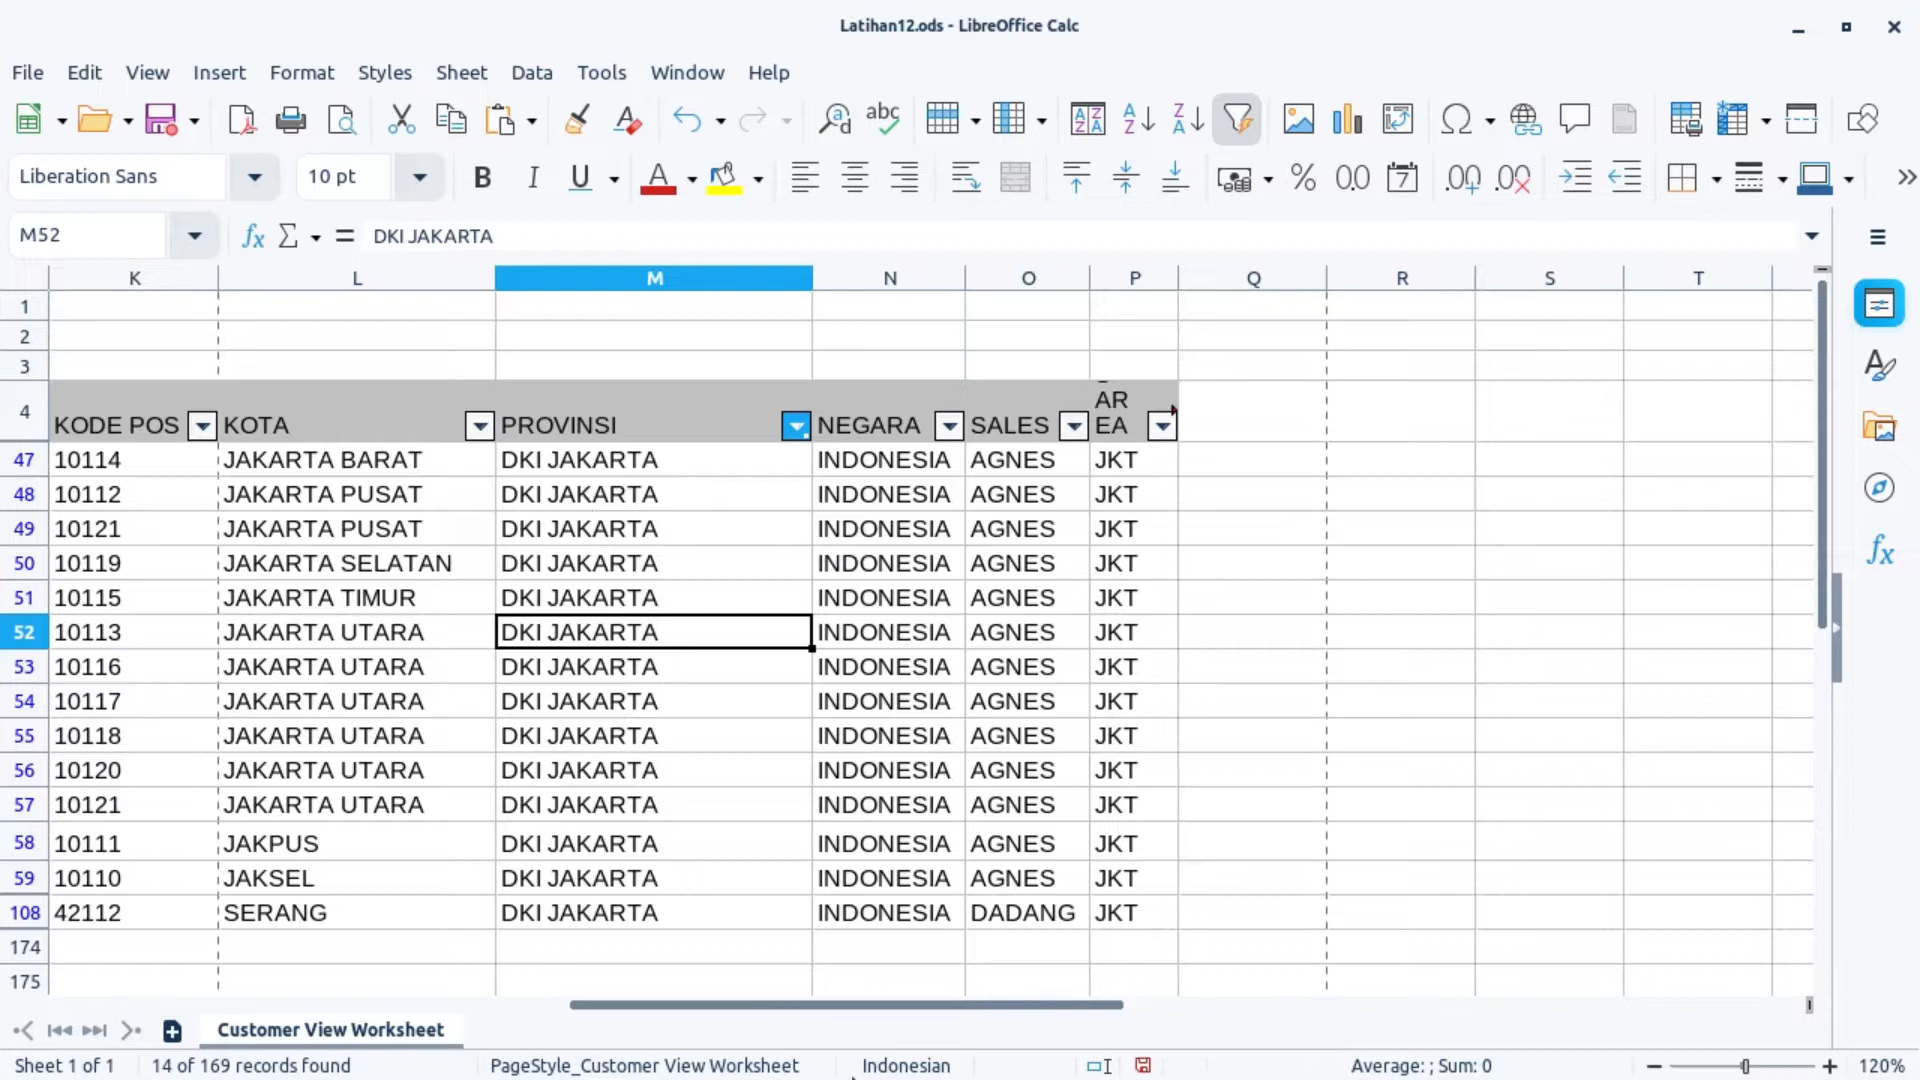 Latihan12.ods - LibreOffice Calc
File Edit View Insert Format Styles Sheet Data Tools Window Help
Liberation Sans 10 pt
M52 DKI JAKARTA
K L M N O P Q R S T
1
2
3
4 KODE POS KOTA PROVINSI NEGARA SALES AR EA
47 10114 JAKARTA BARAT DKI JAKARTA INDONESIA AGNES JKT
48 10112 JAKARTA PUSAT DKI JAKARTA INDONESIA AGNES JKT
49 10121 JAKARTA PUSAT DKI JAKARTA INDONESIA AGNES JKT
50 10119 JAKARTA SELATAN DKI JAKARTA INDONESIA AGNES JKT
51 10115 JAKARTA TIMUR DKI JAKARTA INDONESIA AGNES JKT
52 10113 JAKARTA UTARA DKI JAKARTA INDONESIA AGNES JKT
53 10116 JAKARTA UTARA DKI JAKARTA INDONESIA AGNES JKT
54 10117 JAKARTA UTARA DKI JAKARTA INDONESIA AGNES JKT
55 10118 JAKARTA UTARA DKI JAKARTA INDONESIA AGNES JKT
56 10120 JAKARTA UTARA DKI JAKARTA INDONESIA AGNES JKT
57 10121 JAKARTA UTARA DKI JAKARTA INDONESIA AGNES JKT
58 10111 JAKPUS DKI JAKARTA INDONESIA AGNES JKT
59 10110 JAKSEL DKI JAKARTA INDONESIA AGNES JKT
108 42112 SERANG DKI JAKARTA INDONESIA DADANG JKT
174
175
Customer View Worksheet
Sheet 1 of 1 14 of 169 records found PageStyle_Customer View Worksheet Indonesian Average: ; Sum: 0 120%